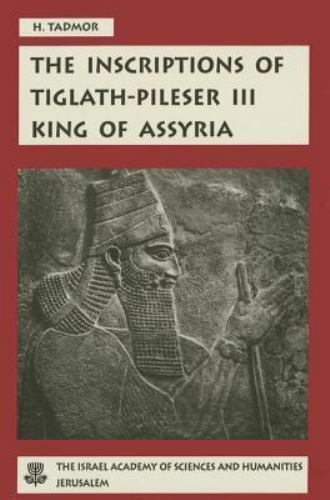 H. TADMOR
THE INSCRIPTIONS OF
TIGLATH-PILESER III
KING OF ASSYRIA
THE ISRAEL ACADEMY OF SCIENCES AND HUMANITIES
JERUSALEM